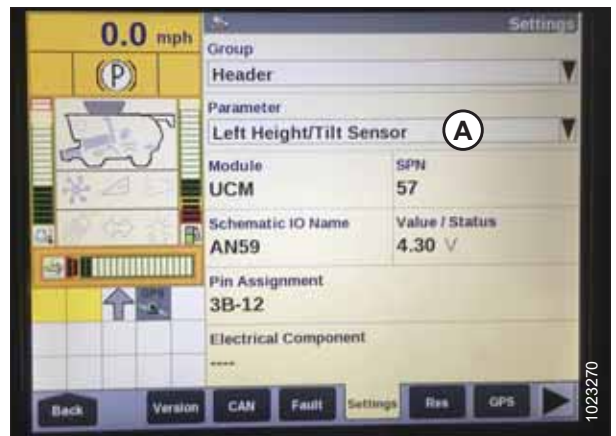 0.0 mph
(P)
Settings
Group
Header
Parameter
Left Height/Tilt Sensor
A
Module
SPN
UCM
57
Schematic IO Name
Value / Status
AN59
4.30 V
Pin Assignment
3B-12
Electrical Component
----
Back
Version
CAN
Fault
Settings
Res
GPS
1023270